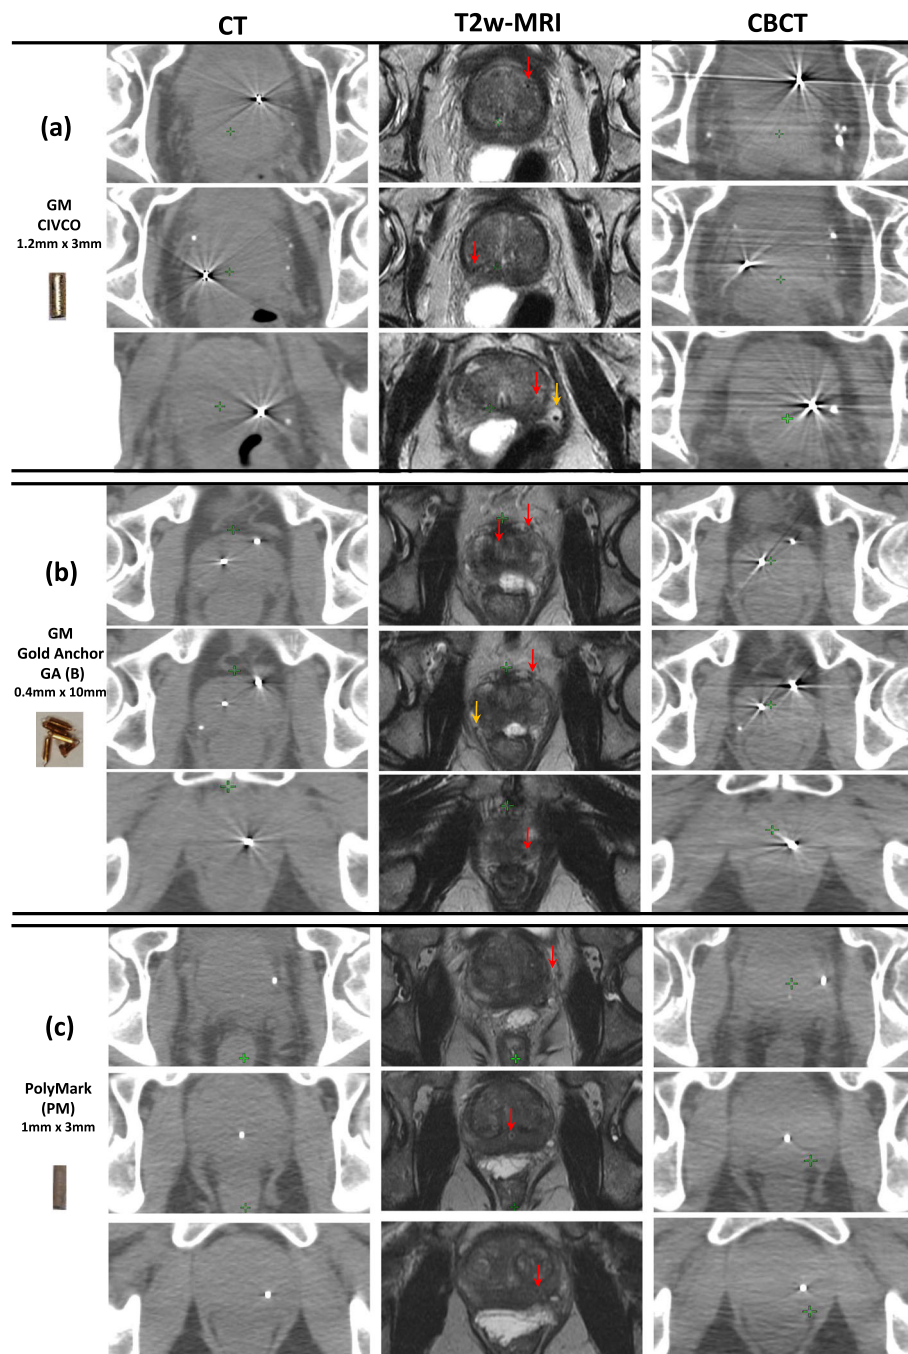 CT T2w-MRI CBCT
(a)
GM
CIVCO
1.2mm x 3mm
(b)
GM
Gold Anchor
GA (B)
0.4mm x 10mm
(c)
PolyMark
(PM)
1mm x 3mm